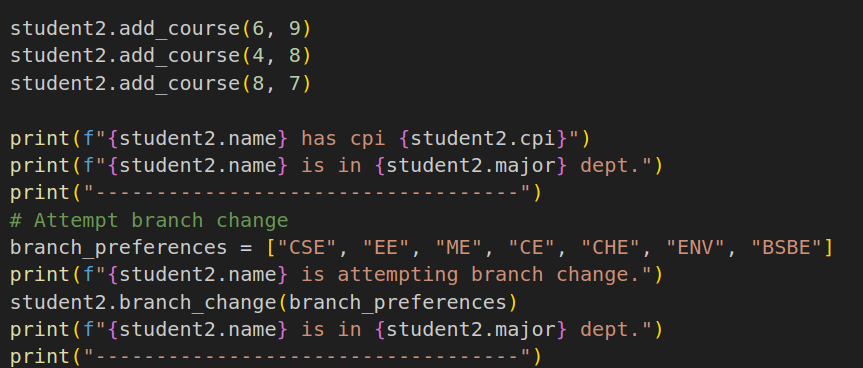 student2.add_course(6, 9)
student2.add_course(4, 8)
student2.add_course(8, 7)
print(f"{student2.name} has cpi {student2.cpi}")
print(f"{student2.name} is in {student2.major} dept.")
print("-----------------------------------")
# Attempt branch change
branch_preferences = ["CSE", "EE", "ME", "CE", "CHE", "ENV", "BSBE"]
print(f"{student2.name} is attempting branch change.")
student2.branch_change(branch_preferences)
print(f"{student2.name} is in {student2.major} dept.")
print("-----------------------------------")